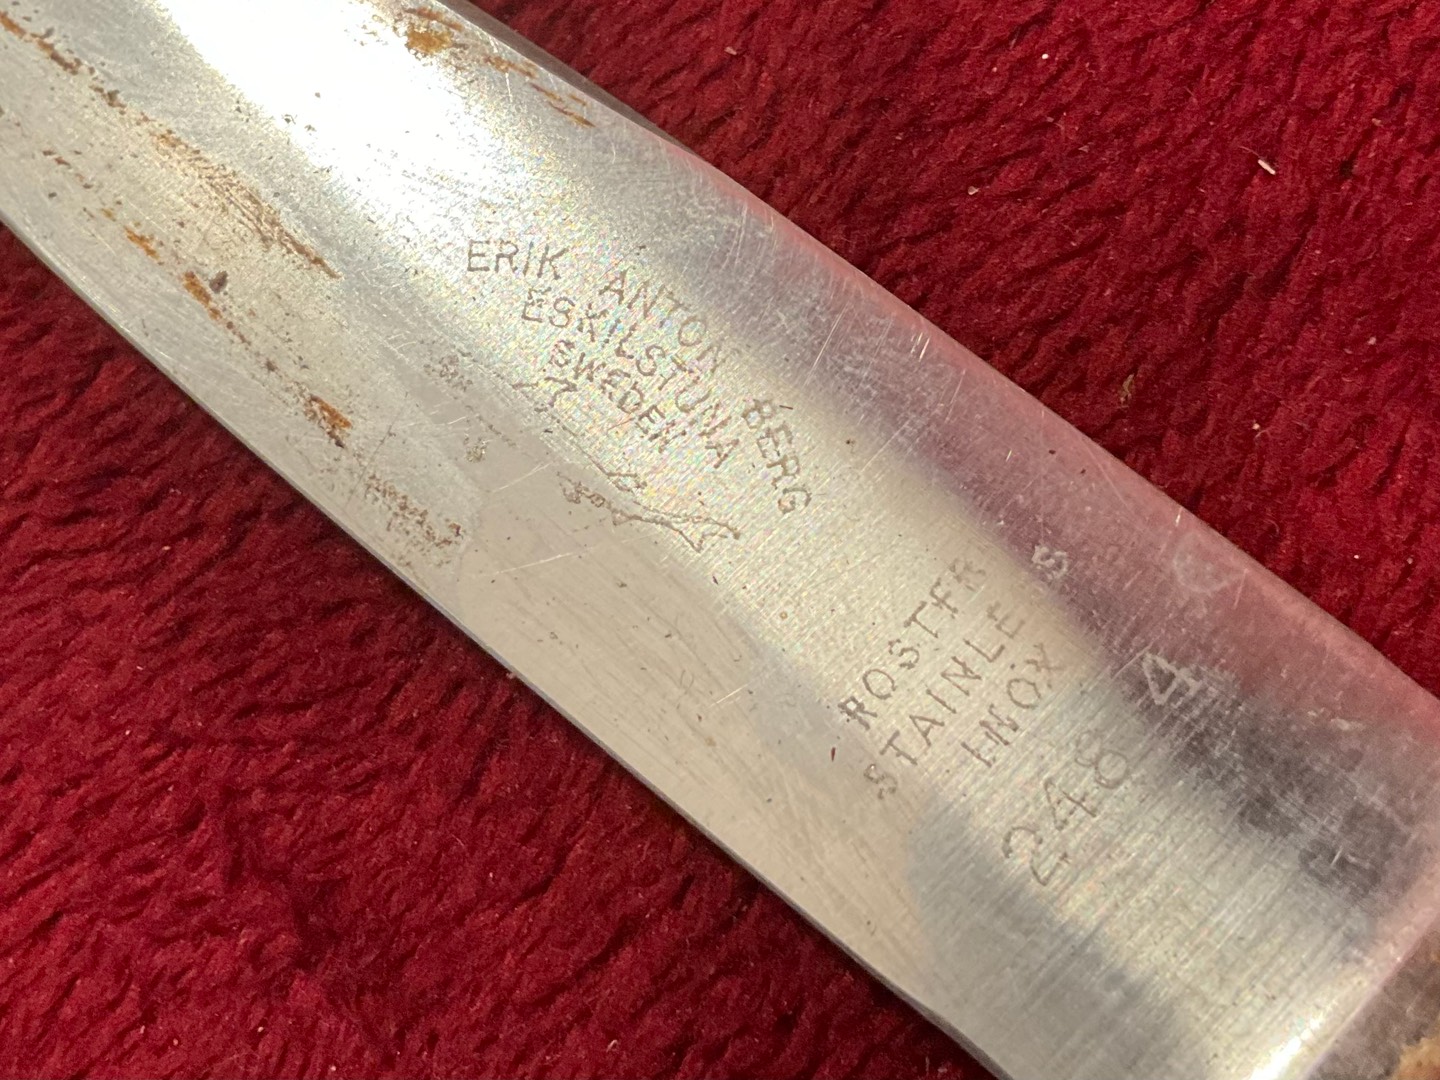 ERIK ANTON BERG
ESKILSTUNA
SWEDEN
ROSTFR
STAINLESS
INOX
248 4